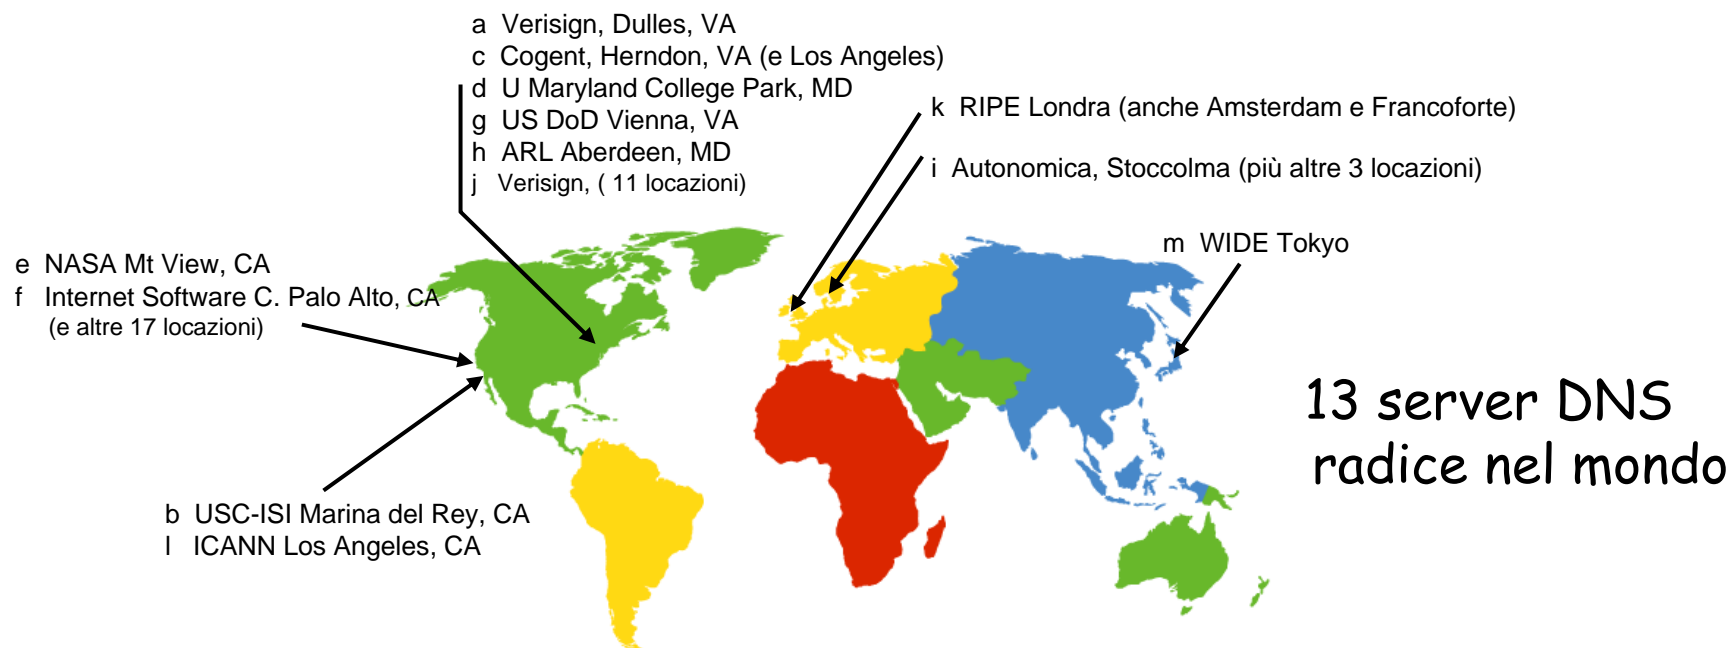 a Verisign, Dulles, VA
c Cogent, Herndon, VA (e Los Angeles)
d U Maryland College Park, MD
g US DoD Vienna, VA
h ARL Aberdeen, MD
j Verisign, ( 11 locazioni)
k RIPE Londra (anche Amsterdam e Francoforte)
i Autonomica, Stoccolma (più altre 3 locazioni)
m WIDE Tokyo
e NASA Mt View, CA
f Internet Software C. Palo Alto, CA
(e altre 17 locazioni)
b USC-ISI Marina del Rey, CA
l ICANN Los Angeles, CA
13 server DNS
radice nel mondo